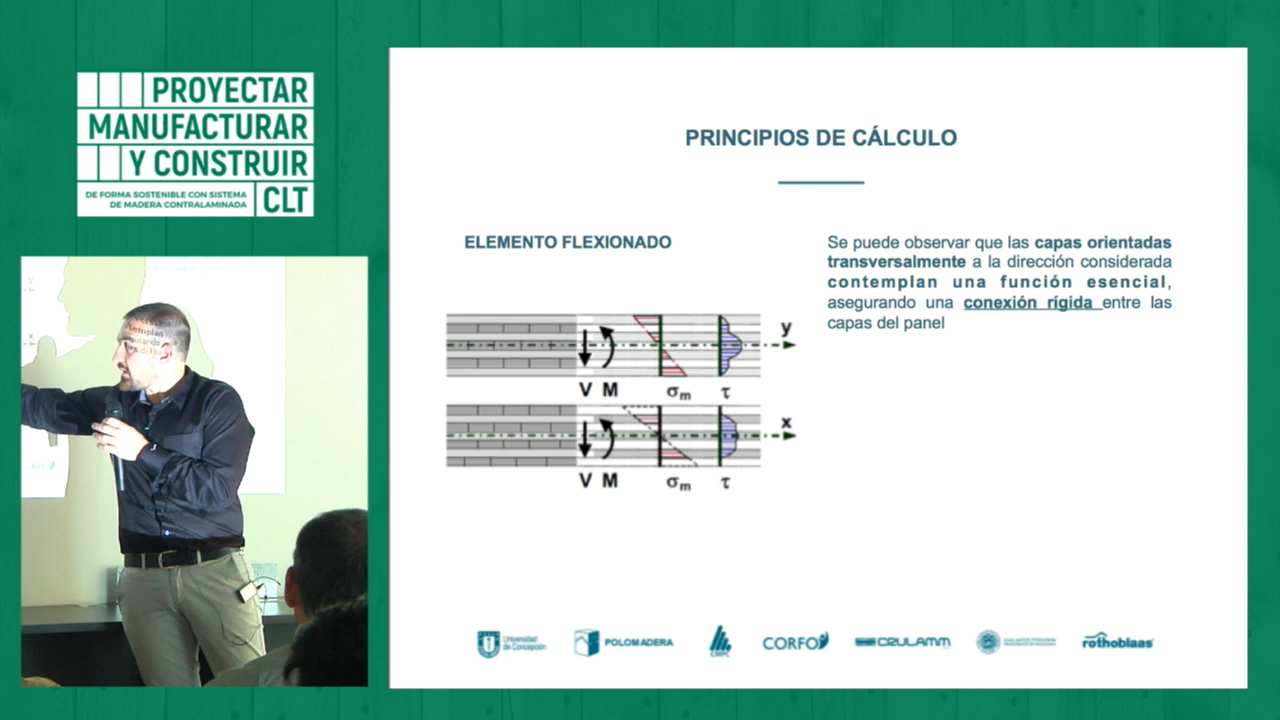 PROYECTAR
MANUFACTURAR
Y CONSTRUIR
DE FORMA SOSTENIBLE CON SISTEMA
DE MADERA CONTRALAMINADA
CLT
PRINCIPIOS DE CÁLCULO
ELEMENTO FLEXIONADO
Se puede observar que las capas orientadas
transversalmente a la dirección considerada
contemplan una función esencial,
asegurando una conexión rígida entre las
capas del panel
y
V M σm τ
x
V M σm τ
Universidad
de Concepción
POLOMADERA
CMPC
CORFO
CRULAMM
rothoblaas